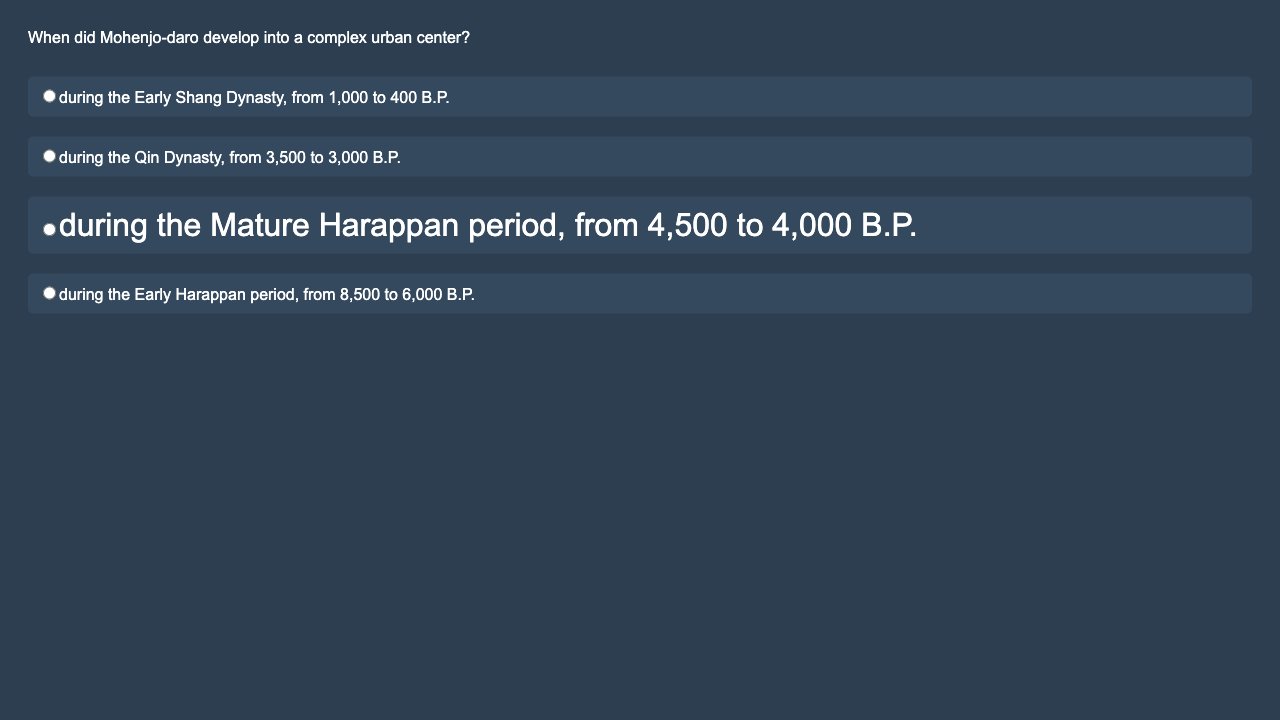 When did Mohenjo-daro develop into a complex urban center?
during the Early Shang Dynasty, from 1,000 to 400 B.P.
during the Qin Dynasty, from 3,500 to 3,000 B.P.
during the Mature Harappan period, from 4,500 to 4,000 B.P.
during the Early Harappan period, from 8,500 to 6,000 B.P.